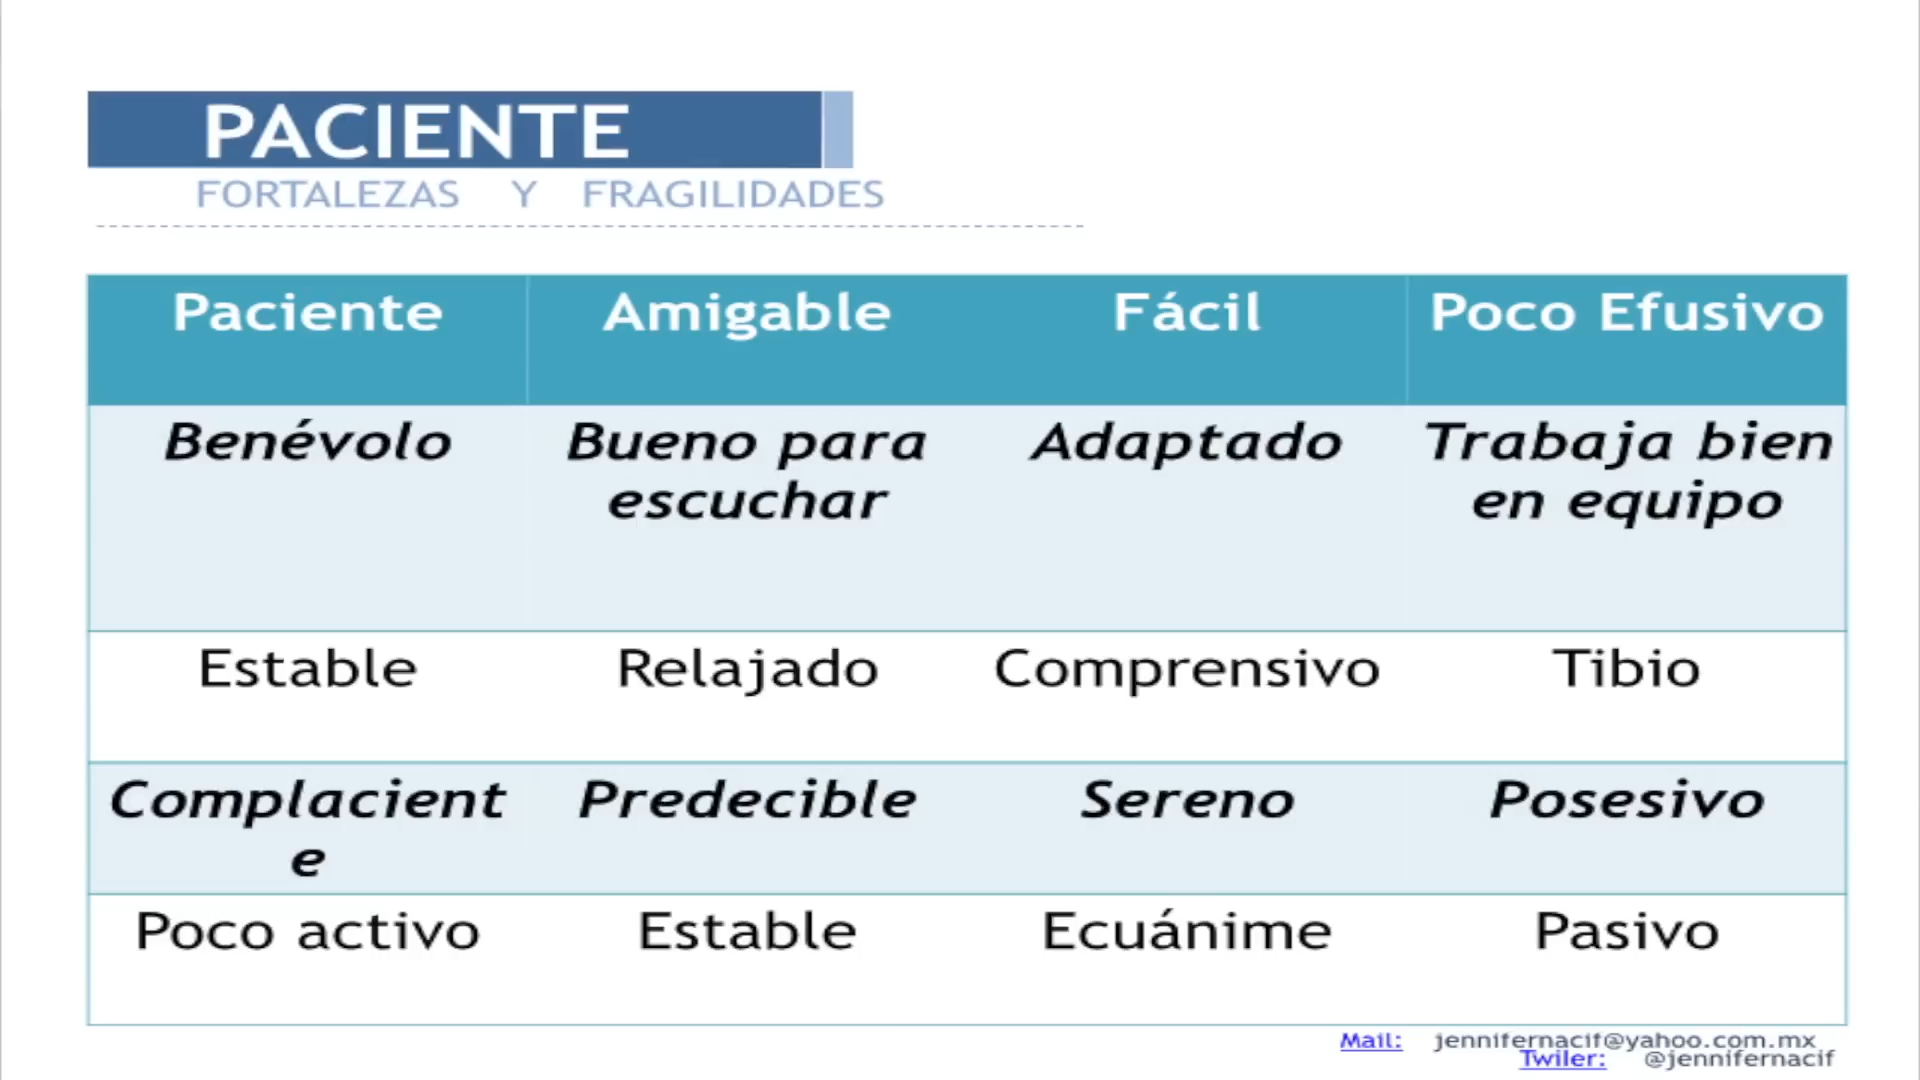 PACIENTE
FORTALEZAS Y FRAGILIDADES
Paciente Amigable Fácil Poco Efusivo
Benévolo Bueno para escuchar Adaptado Trabaja bien en equipo
Estable Relajado Comprensivo Tibio
Complaciente Predecible Sereno Posesivo
Poco activo Estable Ecuánime Pasivo
Mail: jennifernacif@yahoo.com.mx
Twiler: @jennifernacif